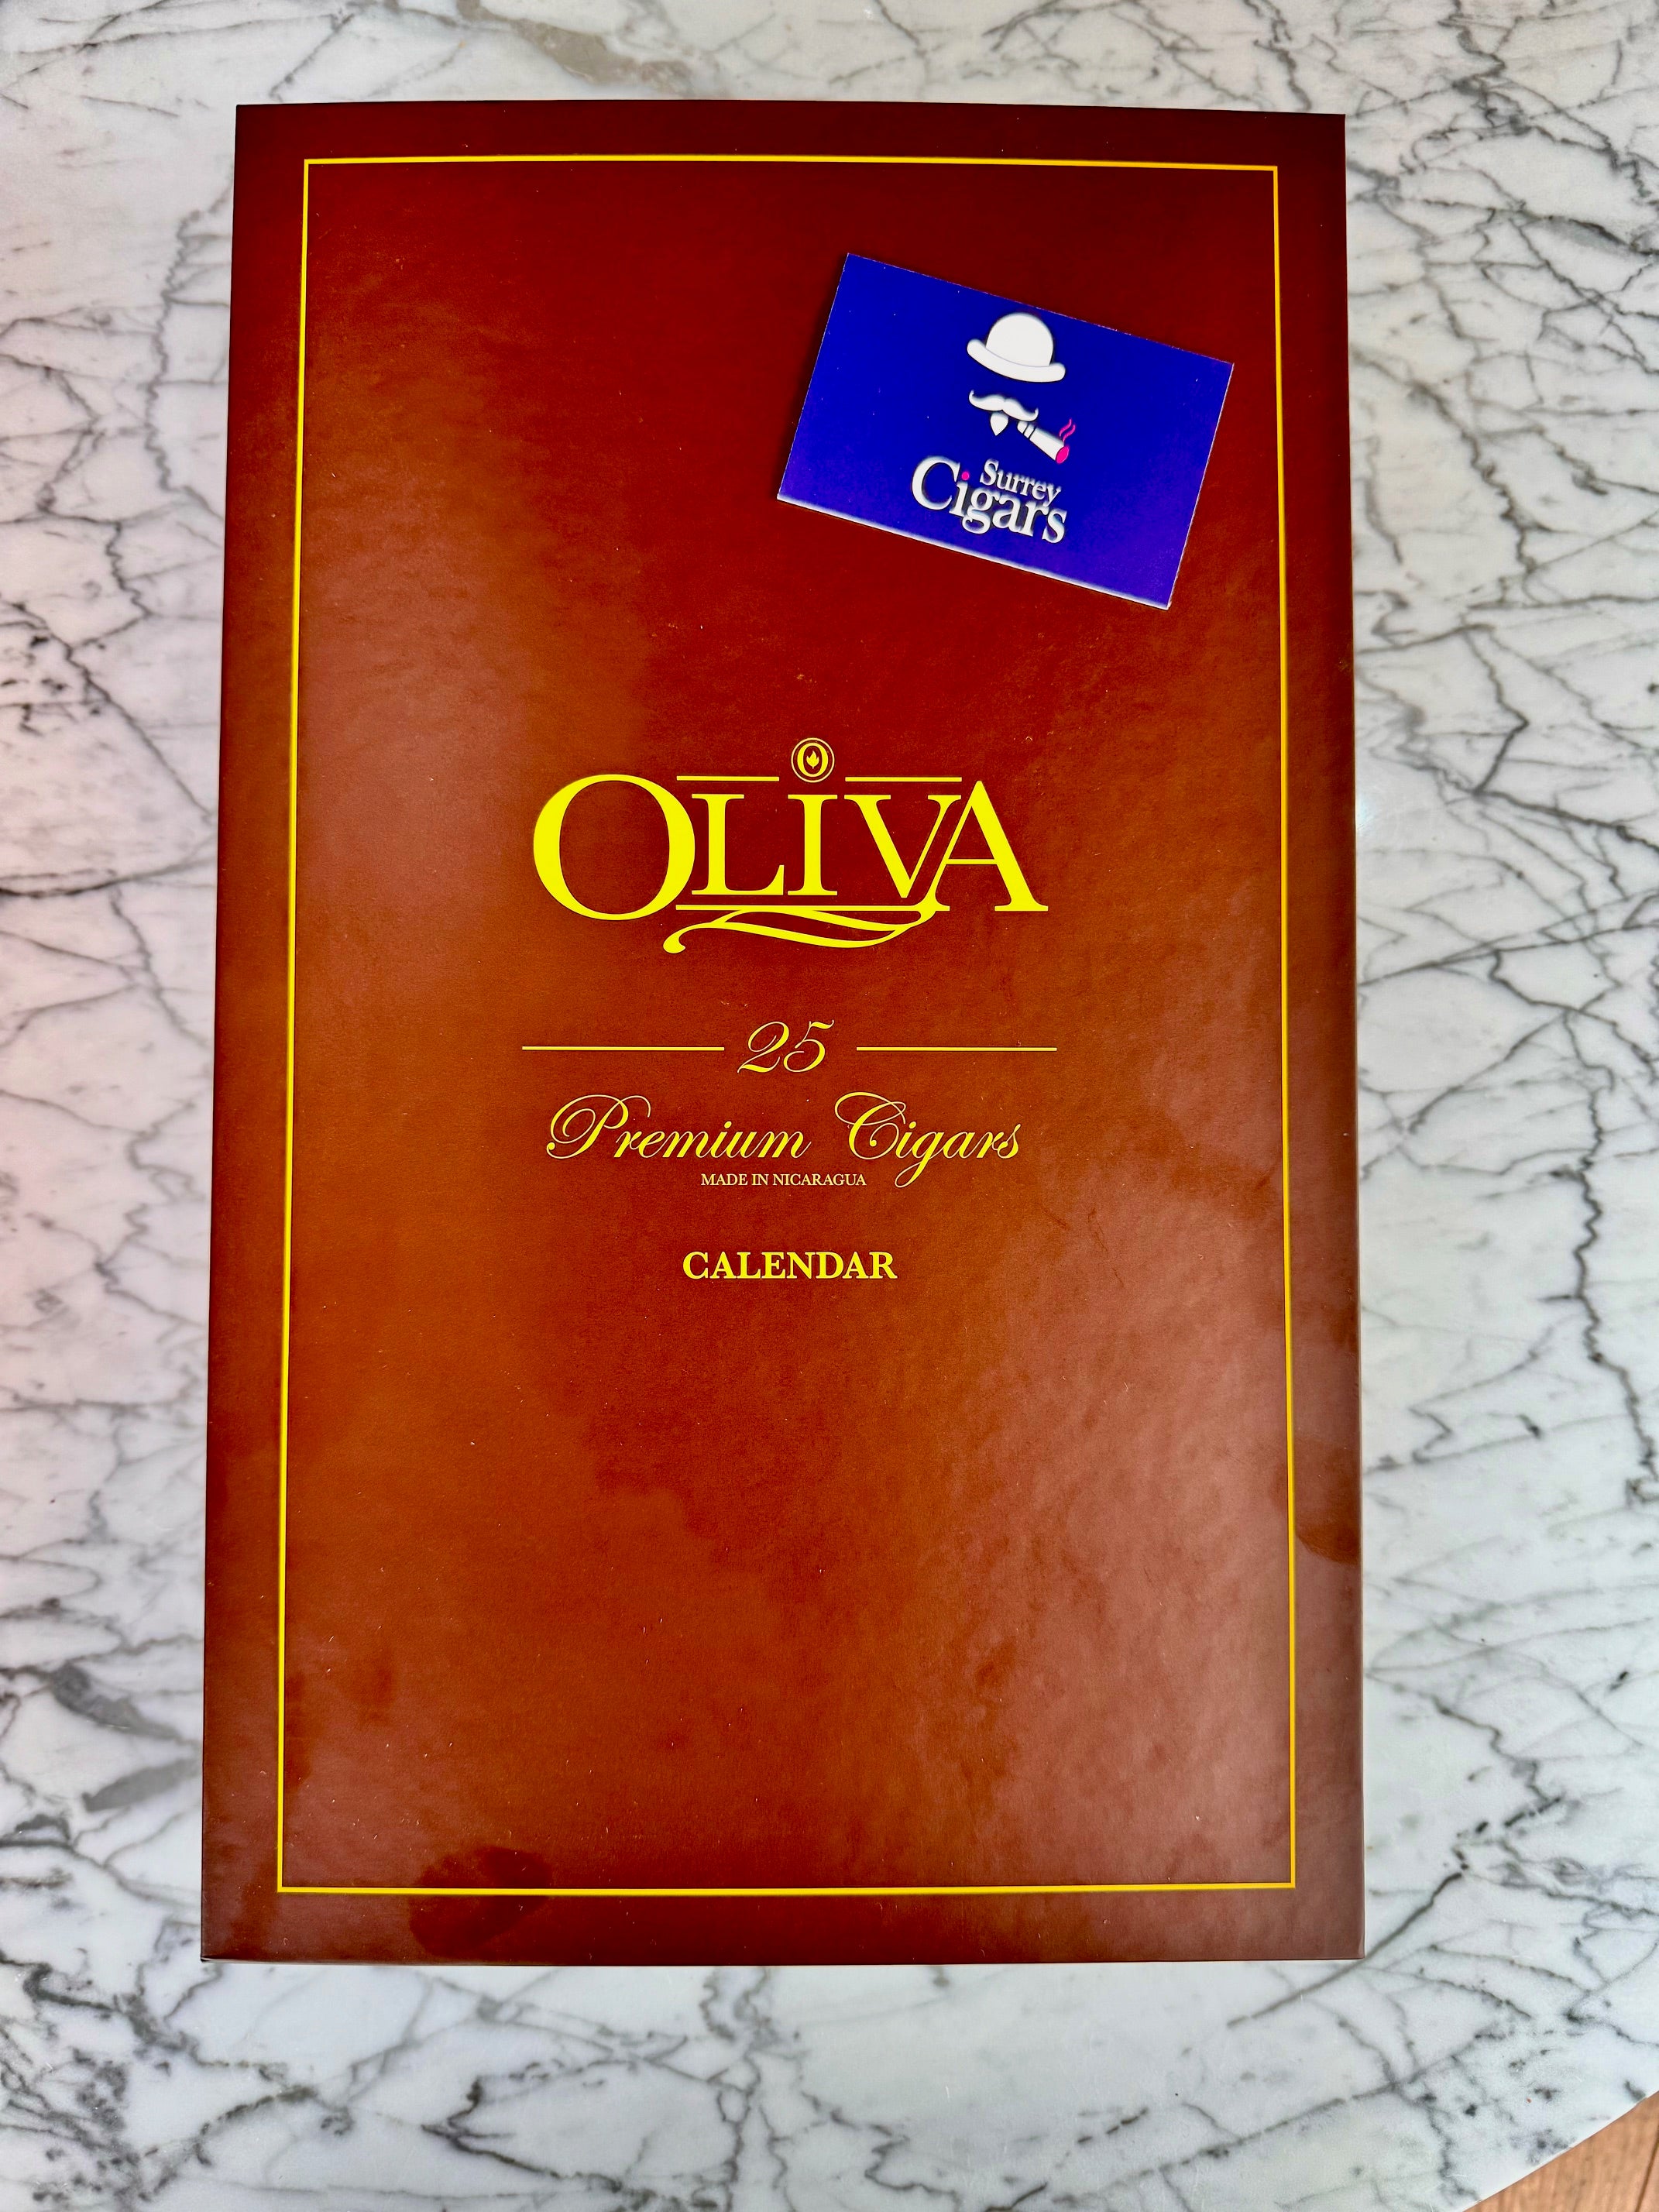 Surrey
Cigars
O
OLIVA
25
Premium Cigars
MADE IN NICARAGUA
CALENDAR